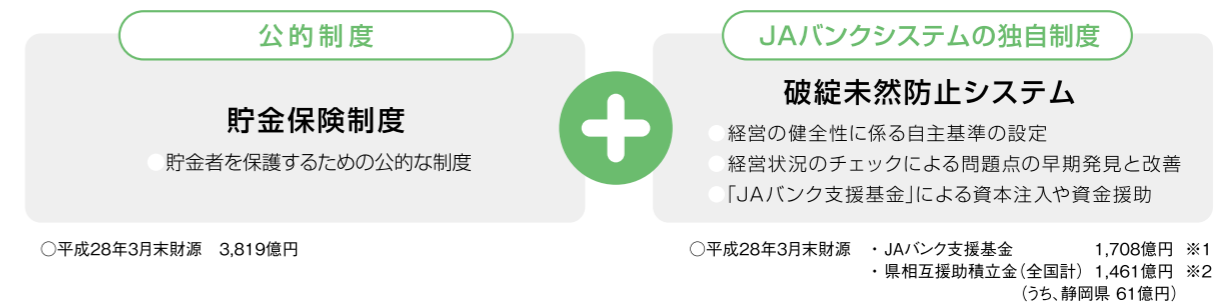 公的制度
貯金保険制度
●貯金者を保護するための公的な制度
○平成28年3月末財源　3,819億円
JAバンクシステムの独自制度
破綻未然防止システム
●経営の健全性に係る自主基準の設定
●経営状況のチェックによる問題点の早期発見と改善
●「JAバンク支援基金」による資本注入や資金援助
○平成28年3月末財源　・JAバンク支援基金　1,708億円　※1
・県相互援助積立金（全国計）　1,461億円　※2
（うち、静岡県 61億円）